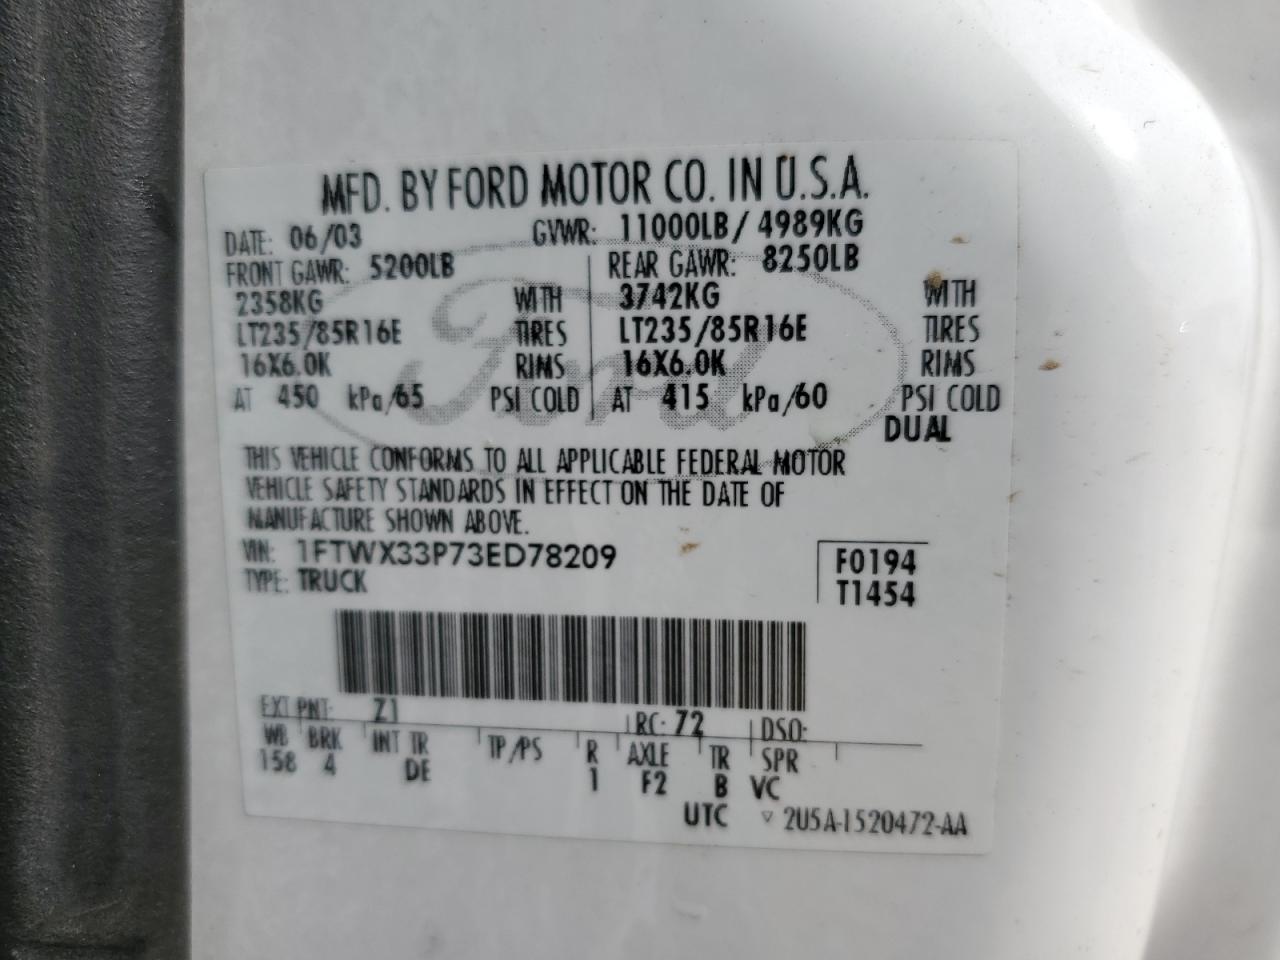 MFD. BY FORD MOTOR CO. IN U.S.A.
DATE: 06/03 GVWR: 11000LB / 4989KG
FRONT GAWR: 5200LB REAR GAWR: 8250LB
2358KG WITH 3742KG WITH
LT235/85R16E TIRES LT235/85R16E TIRES
16X6.0K RIMS 16X6.0K RIMS
AT 450 kPa/65 PSI COLD AT 415 kPa/60 PSI COLD
DUAL
Ford
THIS VEHICLE CONFORMS TO ALL APPLICABLE FEDERAL MOTOR
VEHICLE SAFETY STANDARDS IN EFFECT ON THE DATE OF
MANUFACTURE SHOWN ABOVE.
VIN: 1FTWX33P73ED78209 F0194
TYPE: TRUCK T1454
EXT PNT: Z1 RC: 72 DSO:
WB BRK INT TR TP/PS R AXLE TR SPR
158 4 DE 1 F2 B VC
UTC ▽ 2U5A-1520472-AA